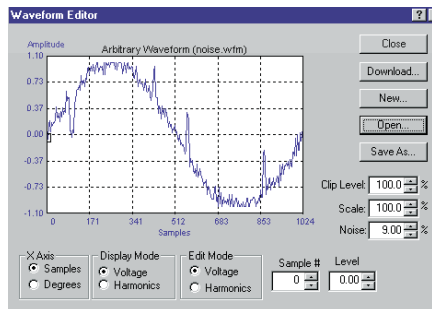 Waveform Editor
?
Amplitude
Arbitrary Waveform (noise.wfm)
1.10
0.73
0.37
0.00
-0.37
-0.72
-1.10
0 171 341 512 683 853 1024
Samples
Close
Download...
New...
Open...
Save As...
Clip Level: 100.0 %
Scale: 100.0 %
Noise: 9.00 %
X Axis
Samples
Degrees
Display Mode
Voltage
Harmonics
Edit Mode
Voltage
Harmonics
Sample # Level
0 0.00